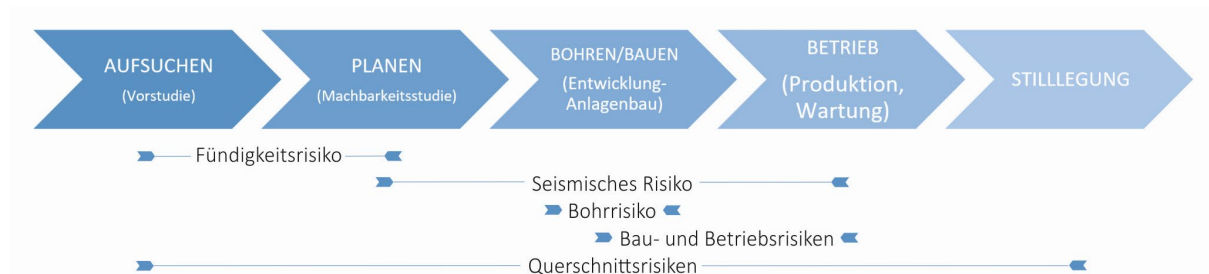 AUFSUCHEN
(Vorstudie)
PLANEN
(Machbarkeitsstudie)
BOHREN/BAUEN
(Entwicklung-
Anlagenbau)
BETRIEB
(Produktion,
Wartung)
STILLLEGUNG
Fündigkeitsrisiko
Seismisches Risiko
Bohrrisiko
Bau- und Betriebsrisiken
Querschnittsrisiken